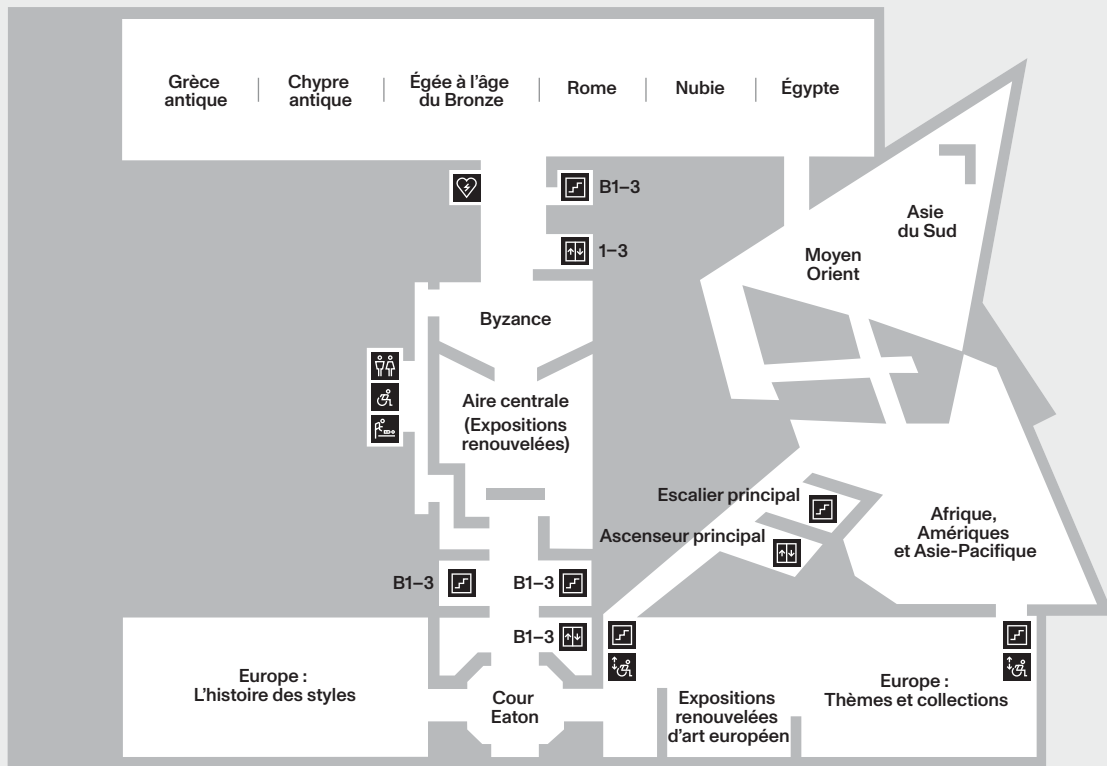 Grèce
antique
Chypre
antique
Égée à l'âge
du Bronze
Rome
Nubie
Égypte
B1–3
1–3
Asie
du Sud
Moyen
Orient
Byzance
Aire centrale
(Expositions
renouvelées)
Escalier principal
Ascenseur principal
Afrique,
Amériques
et Asie-Pacifique
B1–3
B1–3
B1–3
Europe :
L'histoire des styles
Cour
Eaton
Expositions
renouvelées
d'art européen
Europe :
Thèmes et collections